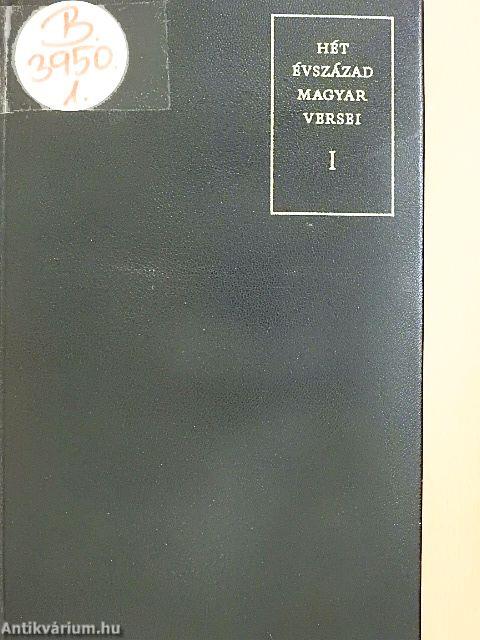 B.
3950.
1.
HÉT
ÉVSZÁZAD
MAGYAR
VERSEI
I
Antikvárium.hu